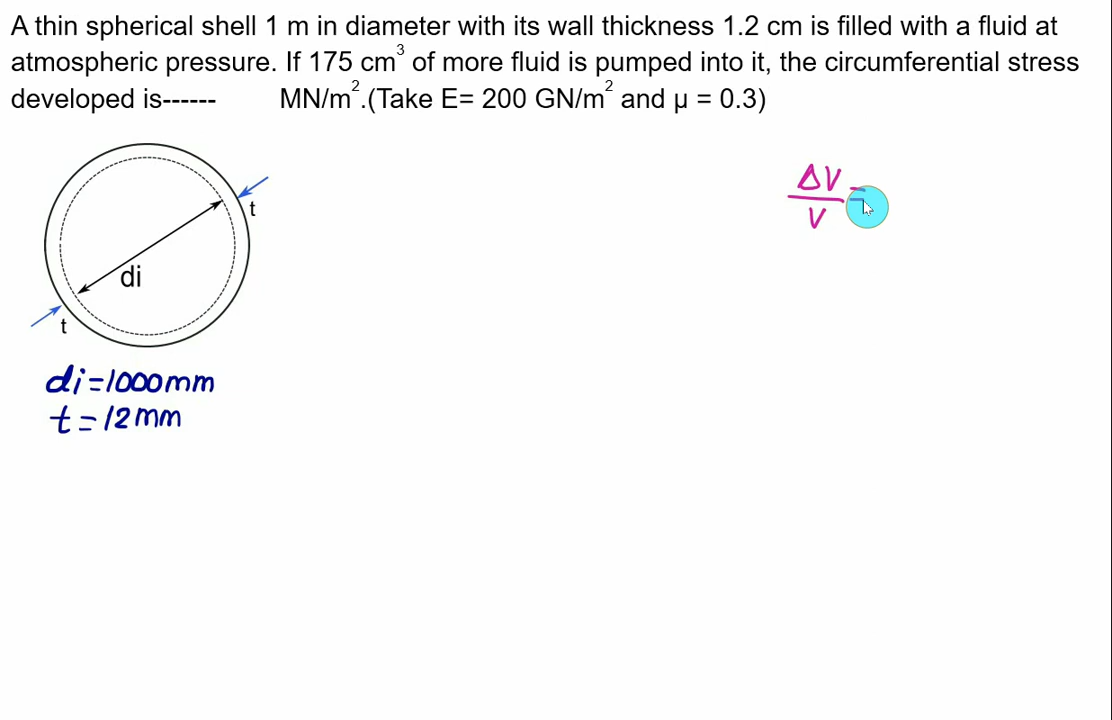 A thin spherical shell 1 m in diameter with its wall thickness 1.2 cm is filled with a fluid at
atmospheric pressure. If 175 cm³ of more fluid is pumped into it, the circumferential stress
developed is------ MN/m².(Take E= 200 GN/m² and μ = 0.3)
ΔV/V =
t
di
t
di=1000mm
t=12mm